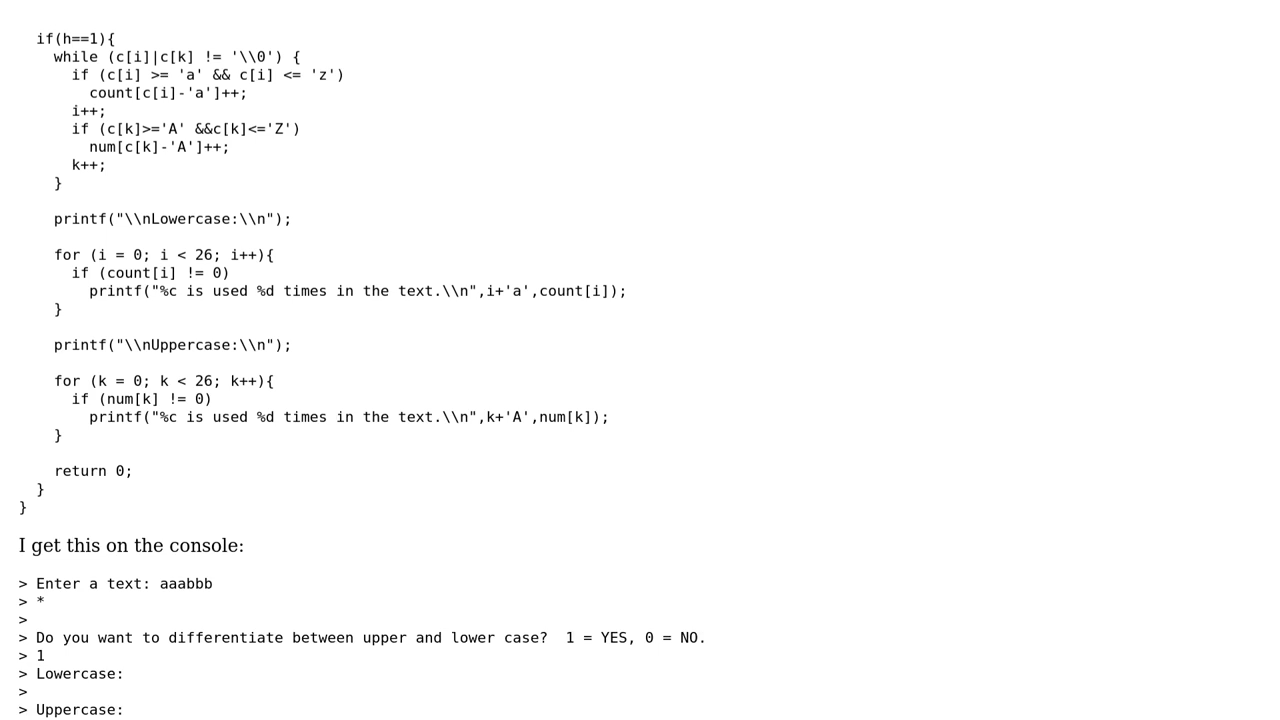 if(h==1){
while (c[i]|c[k] != '\\0') {
if (c[i] >= 'a' && c[i] <= 'z')
count[c[i]-'a']++;
i++;
if (c[k]>='A' &&c[k]<='Z')
num[c[k]-'A']++;
k++;
}
printf("\\nLowercase:\\n");
for (i = 0; i < 26; i++){
if (count[i] != 0)
printf("%c is used %d times in the text.\\n",i+'a',count[i]);
}
printf("\\nUppercase:\\n");
for (k = 0; k < 26; k++){
if (num[k] != 0)
printf("%c is used %d times in the text.\\n",k+'A',num[k]);
}
return 0;
}
}
I get this on the console:
> Enter a text: aaabbb
> *
>
> Do you want to differentiate between upper and lower case?  1 = YES, 0 = NO.
> 1
> Lowercase:
>
> Uppercase: